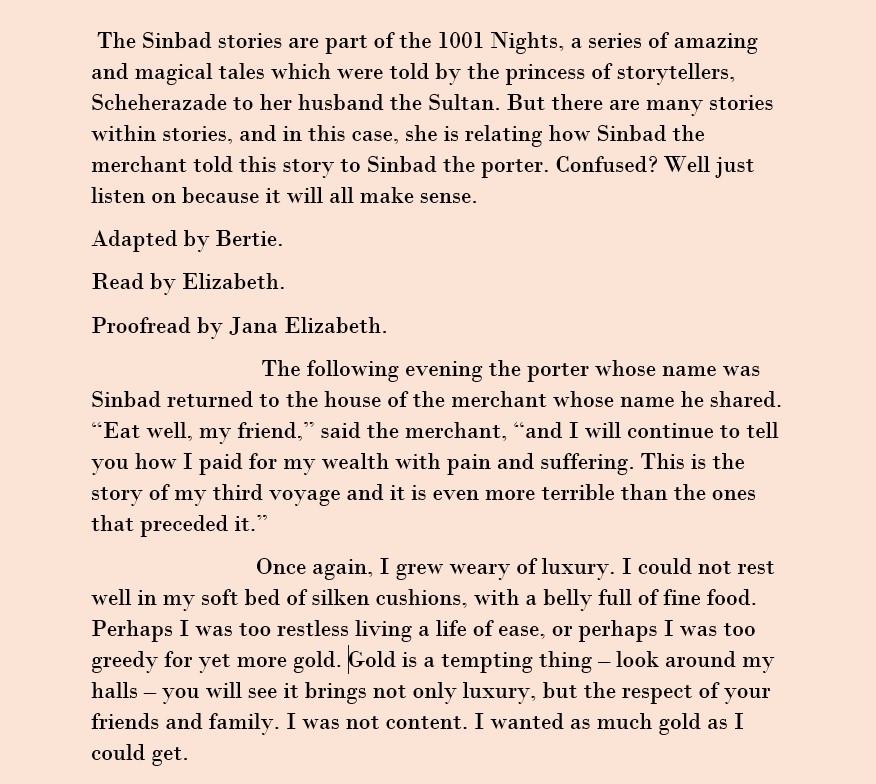 The Sinbad stories are part of the 1001 Nights, a series of amazing
and magical tales which were told by the princess of storytellers,
Scheherazade to her husband the Sultan. But there are many stories
within stories, and in this case, she is relating how Sinbad the
merchant told this story to Sinbad the porter. Confused? Well just
listen on because it will all make sense.
Adapted by Bertie.
Read by Elizabeth.
Proofread by Jana Elizabeth.
The following evening the porter whose name was
Sinbad returned to the house of the merchant whose name he shared.
“Eat well, my friend,” said the merchant, “and I will continue to tell
you how I paid for my wealth with pain and suffering. This is the
story of my third voyage and it is even more terrible than the ones
that preceded it.”
Once again, I grew weary of luxury. I could not rest
well in my soft bed of silken cushions, with a belly full of fine food.
Perhaps I was too restless living a life of ease, or perhaps I was too
greedy for yet more gold. Gold is a tempting thing – look around my
halls – you will see it brings not only luxury, but the respect of your
friends and family. I was not content. I wanted as much gold as I
could get.